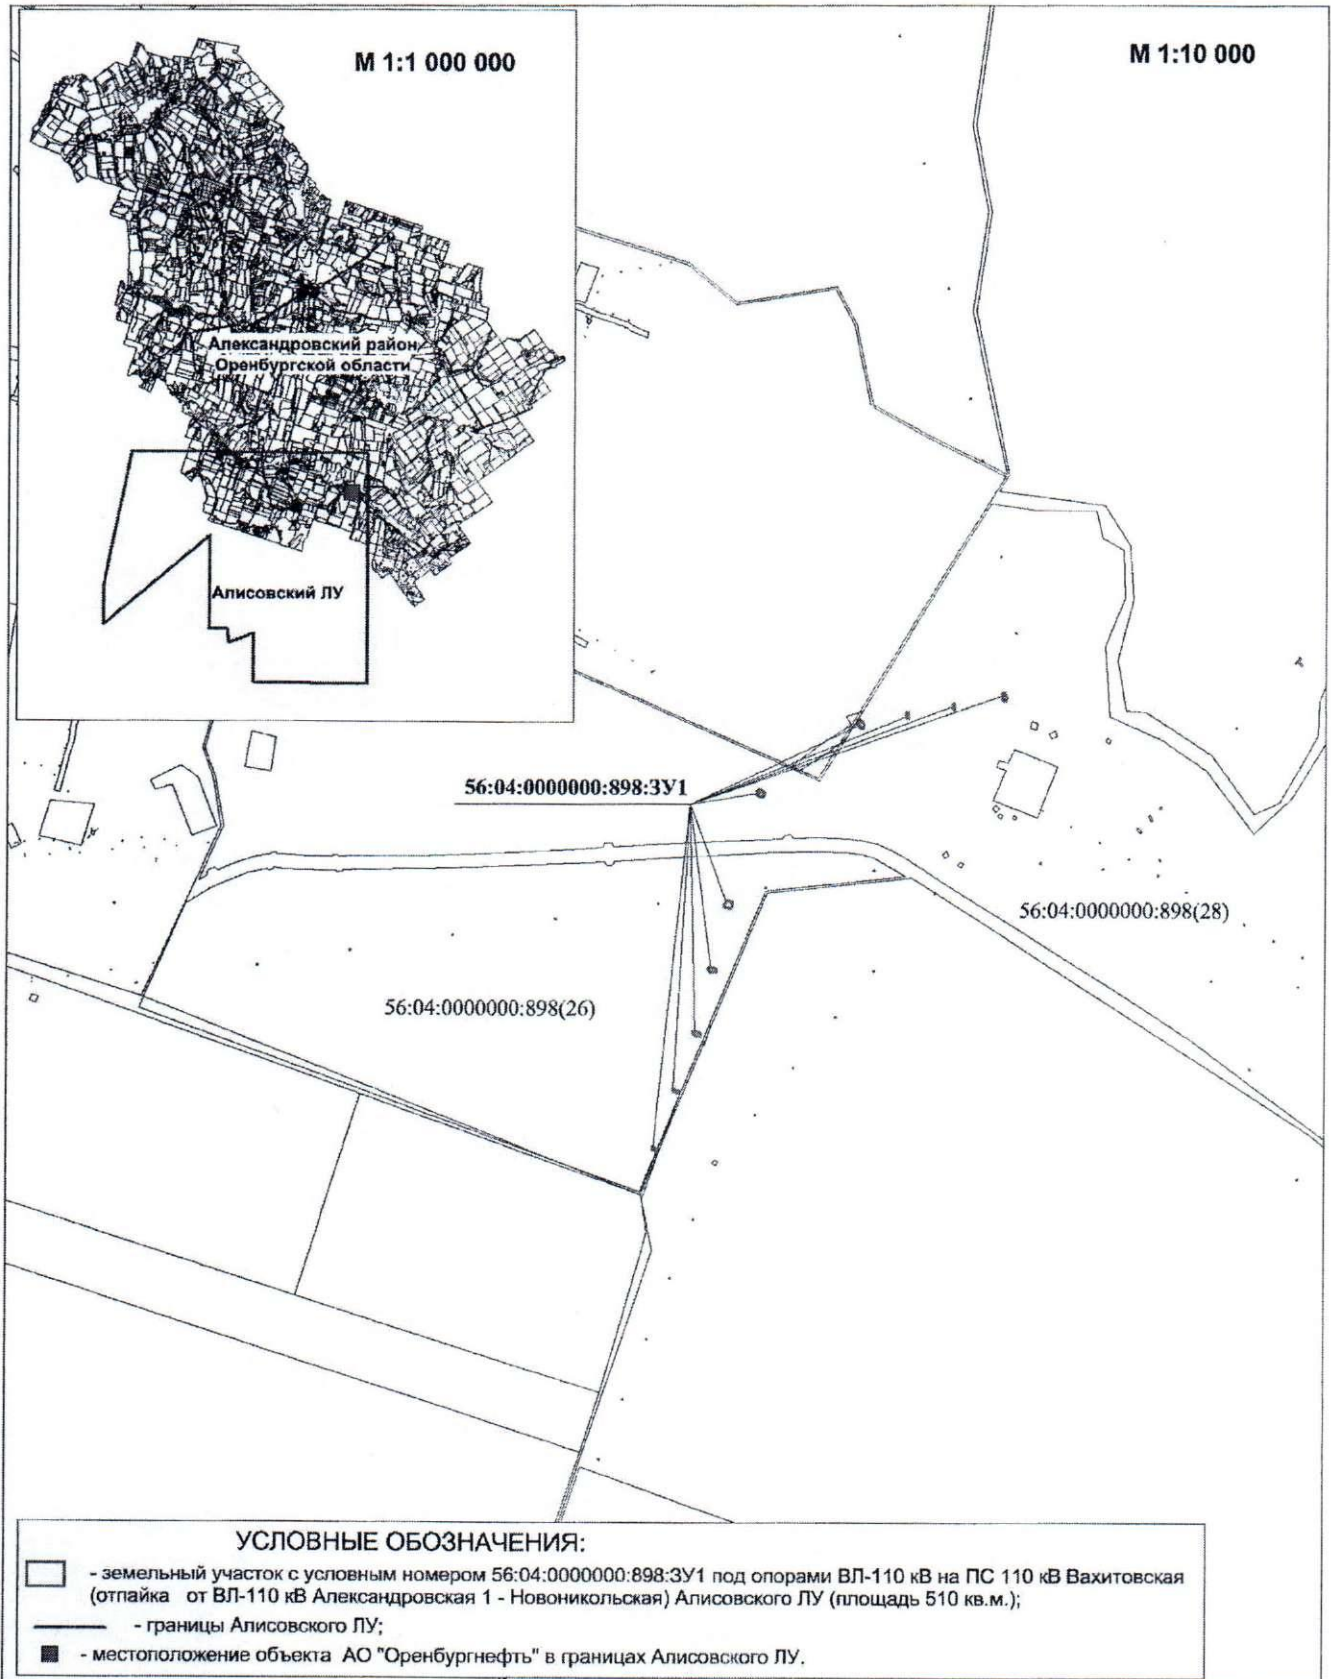 М 1:1 000 000
М 1:10 000
Александровский район
Оренбургской области
Алисовский ЛУ
56:04:0000000:898:ЗУ1
56:04:0000000:898(28)
56:04:0000000:898(26)
УСЛОВНЫЕ ОБОЗНАЧЕНИЯ:
- земельный участок с условным номером 56:04:0000000:898:ЗУ1 под опорами ВЛ-110 кВ на ПС 110 кВ Вахитовская
(отпайка от ВЛ-110 кВ Александровская 1 - Новоникольская) Алисовского ЛУ (площадь 510 кв.м.);
- границы Алисовского ЛУ;
- местоположение объекта АО "Оренбургнефть" в границах Алисовского ЛУ.